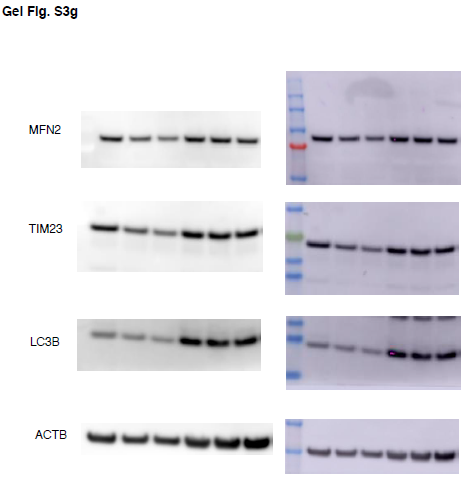 Gel Fig. S3g
MFN2
TIM23
LC3B
ACTB